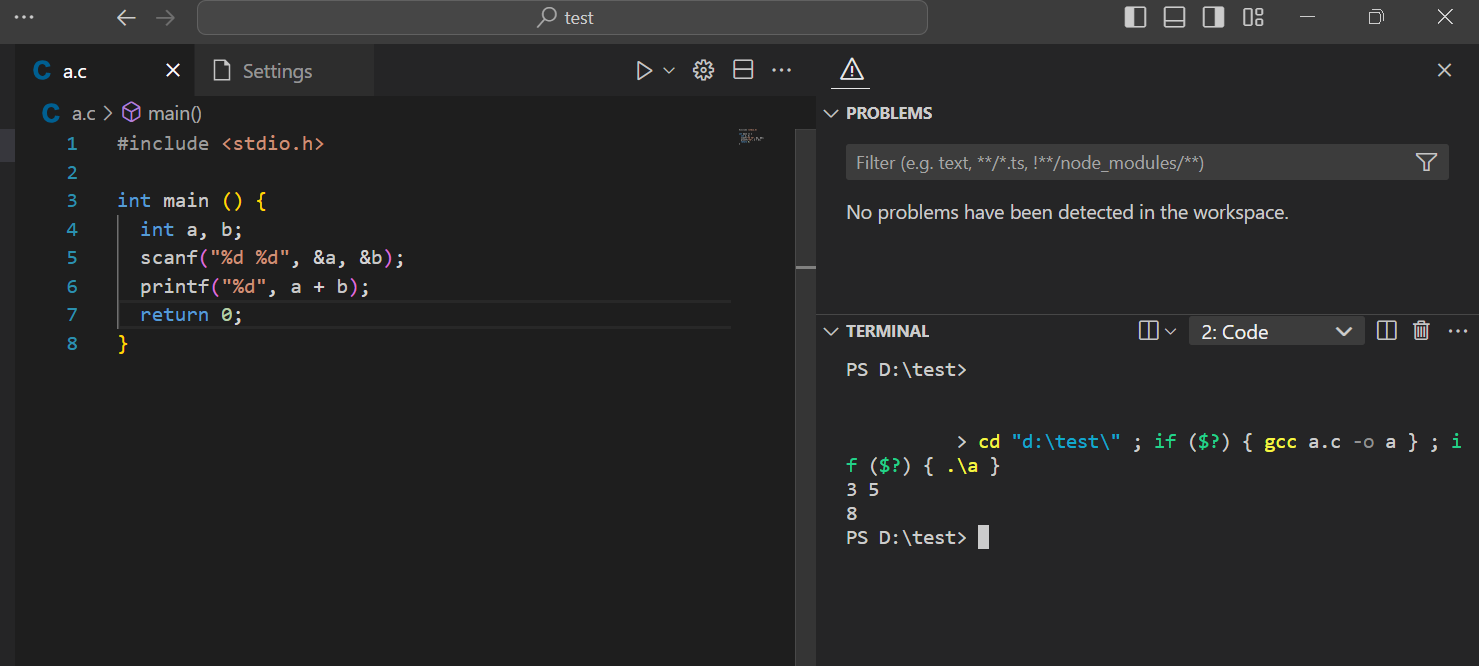 test
C a.c
Settings
C a.c > main()
1 #include <stdio.h>
2
3 int main () {
4 int a, b;
5 scanf("%d %d", &a, &b);
6 printf("%d", a + b);
7 return 0;
8 }
PROBLEMS
Filter (e.g. text, **/*.ts, !**/node_modules/**)
No problems have been detected in the workspace.
TERMINAL
2: Code
PS D:\test>
> cd "d:\test\" ; if ($?) { gcc a.c -o a } ; i
f ($?) { .\a }
3 5
8
PS D:\test>